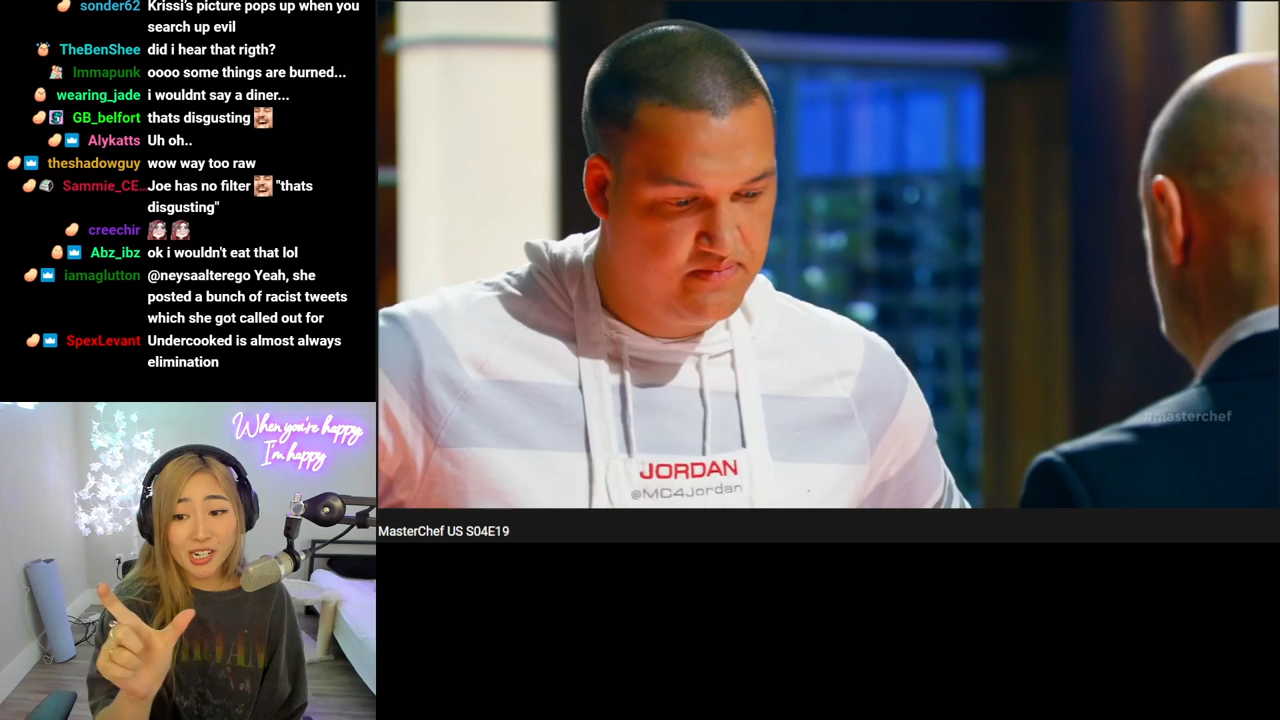 sonder62 Krissi's picture pops up when you
search up evil
TheBenShee did i hear that rigth?
Immapunk oooo some things are burned...
wearing_jade i wouldnt say a diner...
GB_belfort thats disgusting
Alykatts Uh oh..
theshadowguy wow way too raw
Sammie_CE... Joe has no filter "thats
disgusting"
creechir
Abz_ibz ok i wouldn't eat that lol
iamaglutton @neysaalterego Yeah, she
posted a bunch of racist tweets
which she got called out for
SpexLevant Undercooked is almost always
elimination
When you're happy,
I'm happy
#masterchef
JORDAN
@MC4Jordan
MasterChef US S04E19